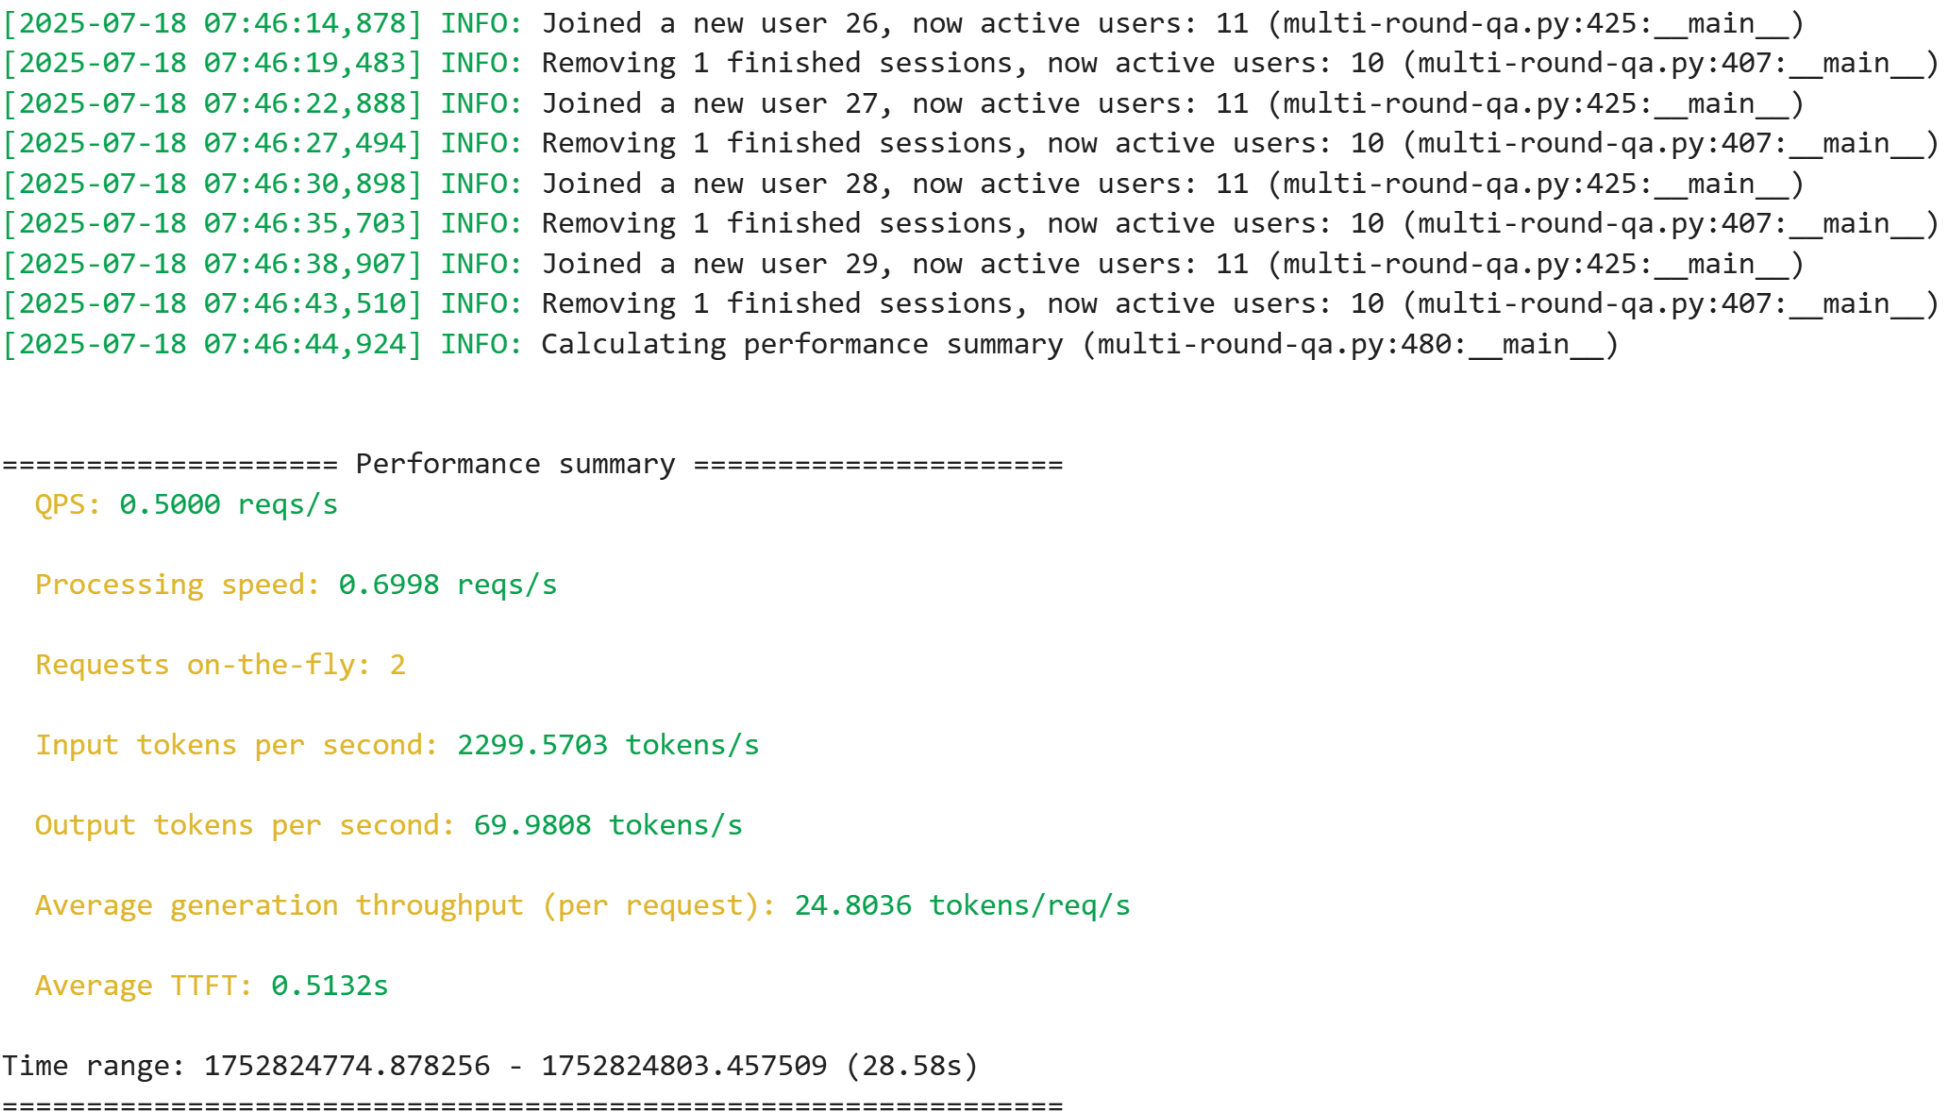 [2025-07-18 07:46:14,878] INFO: Joined a new user 26, now active users: 11 (multi-round-qa.py:425:__main__)
[2025-07-18 07:46:19,483] INFO: Removing 1 finished sessions, now active users: 10 (multi-round-qa.py:407:__main__)
[2025-07-18 07:46:22,888] INFO: Joined a new user 27, now active users: 11 (multi-round-qa.py:425:__main__)
[2025-07-18 07:46:27,494] INFO: Removing 1 finished sessions, now active users: 10 (multi-round-qa.py:407:__main__)
[2025-07-18 07:46:30,898] INFO: Joined a new user 28, now active users: 11 (multi-round-qa.py:425:__main__)
[2025-07-18 07:46:35,703] INFO: Removing 1 finished sessions, now active users: 10 (multi-round-qa.py:407:__main__)
[2025-07-18 07:46:38,907] INFO: Joined a new user 29, now active users: 11 (multi-round-qa.py:425:__main__)
[2025-07-18 07:46:43,510] INFO: Removing 1 finished sessions, now active users: 10 (multi-round-qa.py:407:__main__)
[2025-07-18 07:46:44,924] INFO: Calculating performance summary (multi-round-qa.py:480:__main__)
==================== Performance summary ======================
QPS: 0.5000 reqs/s
Processing speed: 0.6998 reqs/s
Requests on-the-fly: 2
Input tokens per second: 2299.5703 tokens/s
Output tokens per second: 69.9808 tokens/s
Average generation throughput (per request): 24.8036 tokens/req/s
Average TTFT: 0.5132s
Time range: 1752824774.878256 - 1752824803.457509 (28.58s)
===============================================================